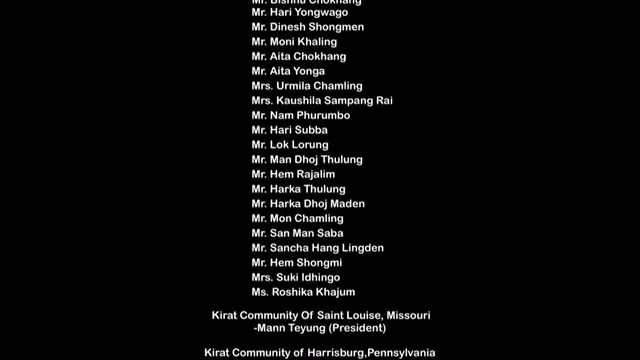 Mr. Bishnu Chokhang
Mr. Hari Yongwago
Mr. Dinesh Shongmen
Mr. Moni Khaling
Mr. Aita Chokhang
Mr. Aita Yonga
Mrs. Urmila Chamling
Mrs. Kaushila Sampang Rai
Mr. Nam Phurumbo
Mr. Hari Subba
Mr. Lok Lorung
Mr. Man Dhoj Thulung
Mr. Hem Rajalim
Mr. Harka Thulung
Mr. Harka Dhoj Maden
Mr. Mon Chamling
Mr. San Man Saba
Mr. Sancha Hang Lingden
Mr. Hem Shongmi
Mrs. Suki Idhingo
Ms. Roshika Khajum
Kirat Community Of Saint Louise, Missouri
-Mann Teyung (President)
Kirat Community of Harrisburg,Pennsylvania